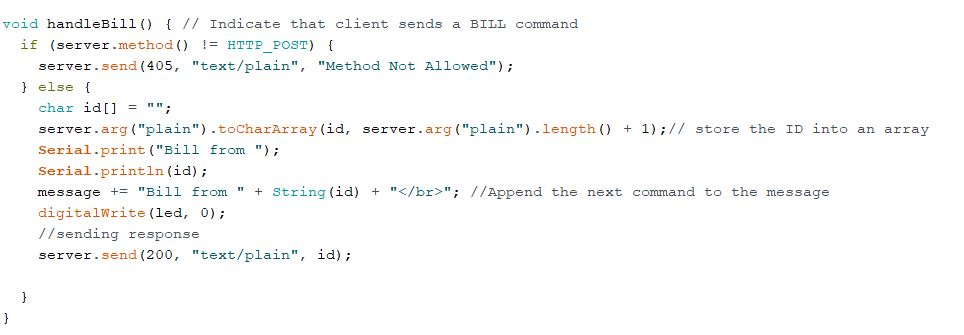 void handleBill() { // Indicate that client sends a BILL command
  if (server.method() != HTTP_POST) {
    server.send(405, "text/plain", "Method Not Allowed");
  } else {
    char id[] = "";
    server.arg("plain").toCharArray(id, server.arg("plain").length() + 1);// store the ID into an array
    Serial.print("Bill from ");
    Serial.println(id);
    message += "Bill from " + String(id) + "</br>"; //Append the next command to the message
    digitalWrite(led, 0);
    //sending response
    server.send(200, "text/plain", id);
  }
}